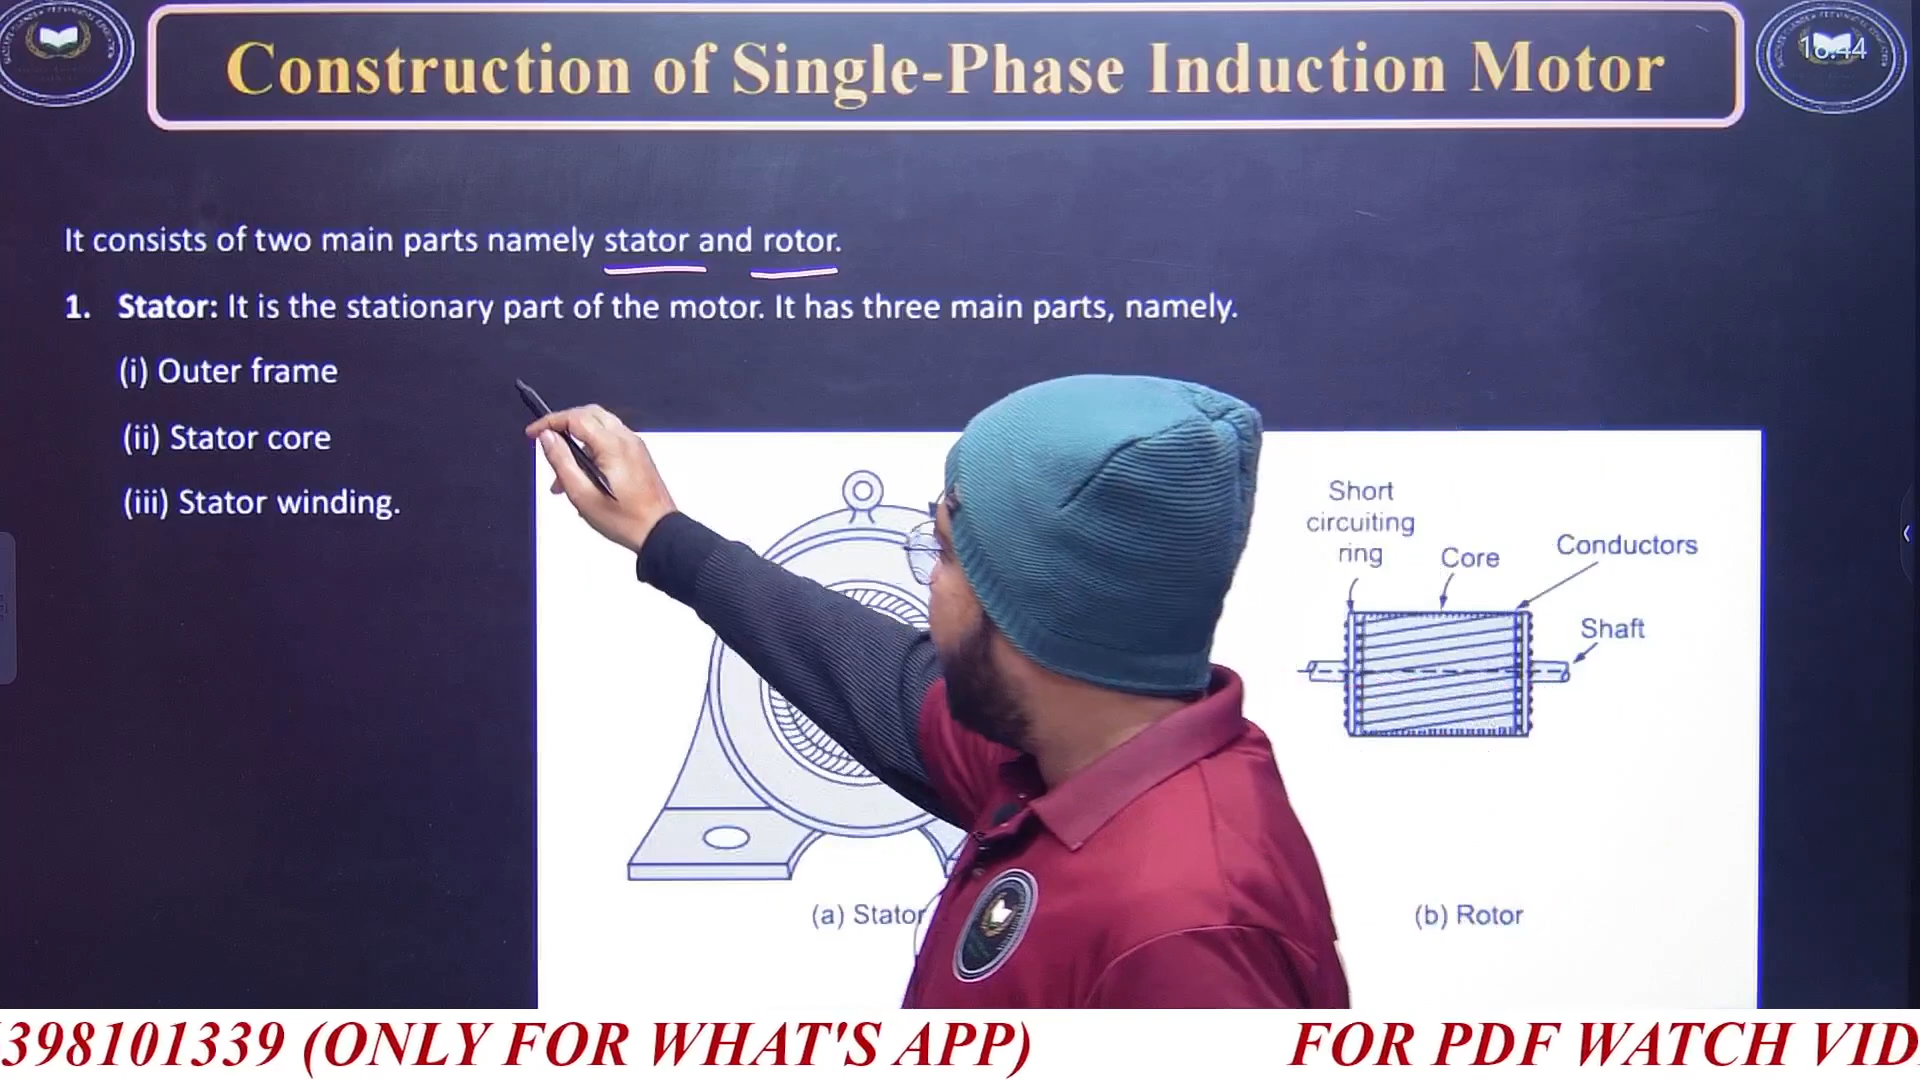 Construction of Single-Phase Induction Motor
16:44
It consists of two main parts namely stator and rotor.
1. Stator: It is the stationary part of the motor. It has three main parts, namely.
(i) Outer frame
(ii) Stator core
(iii) Stator winding.
Short
circuiting
ring
Core
Conductors
Shaft
(a) Stator
(b) Rotor
398101339 (ONLY FOR WHAT'S APP)
FOR PDF WATCH VID